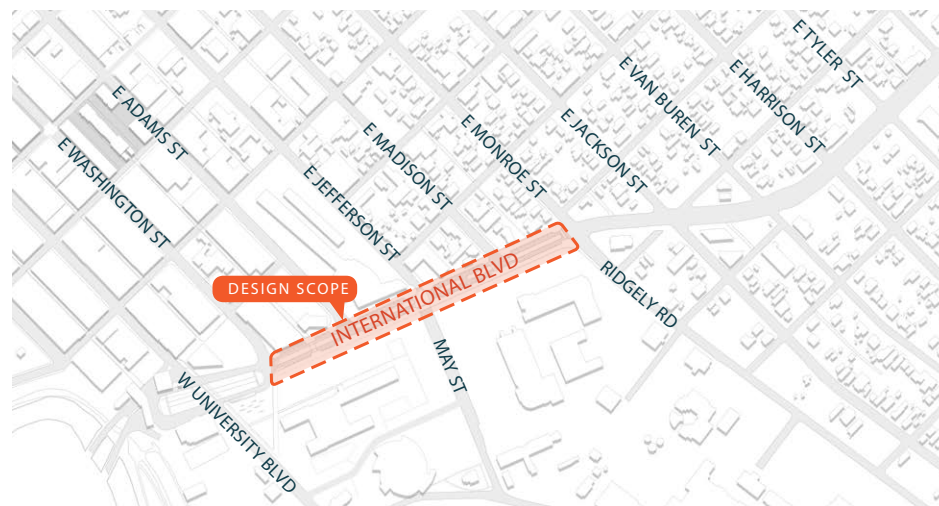 E TYLER ST
E HARRISON ST
E VAN BUREN ST
E JACKSON ST
E MONROE ST
E MADISON ST
E JEFFERSON ST
E ADAMS ST
E WASHINGTON ST
DESIGN SCOPE
INTERNATIONAL BLVD
RIDGELY RD
MAY ST
W UNIVERSITY BLVD